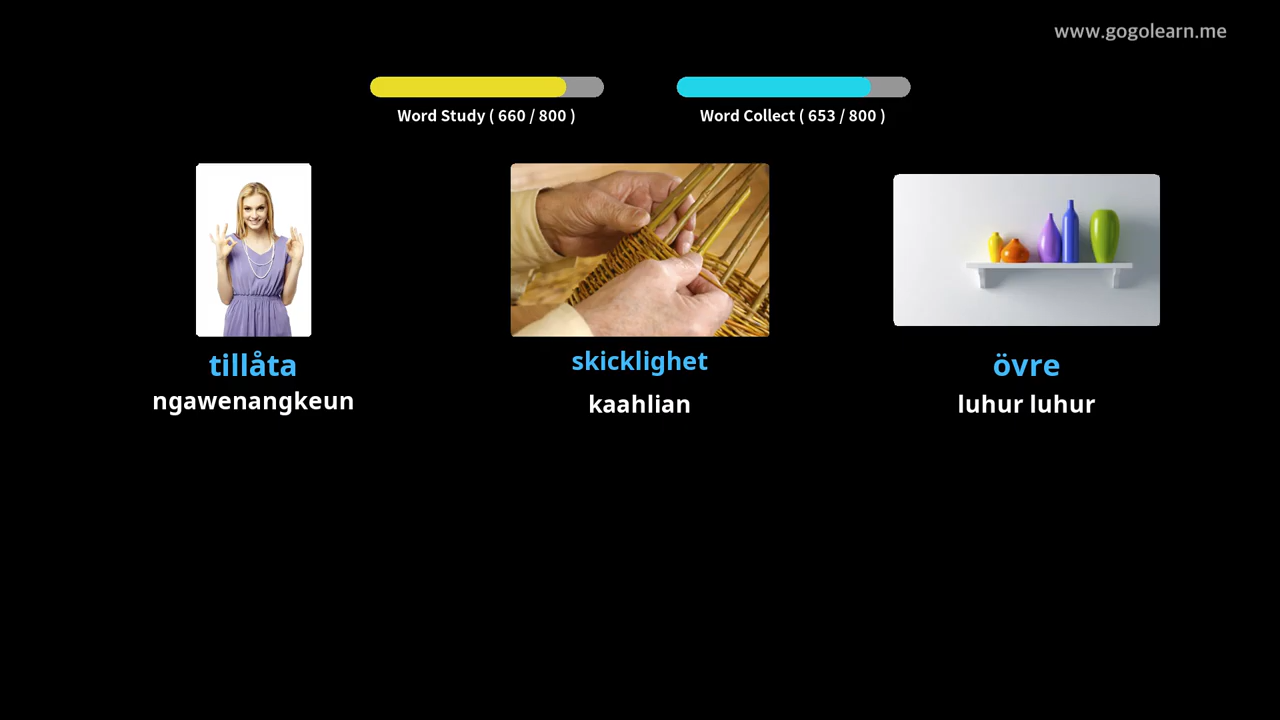 www.gogolearn.me
Word Study ( 660 / 800 )
Word Collect ( 653 / 800 )
tillåta
ngawenangkeun
skicklighet
kaahlian
övre
luhur luhur